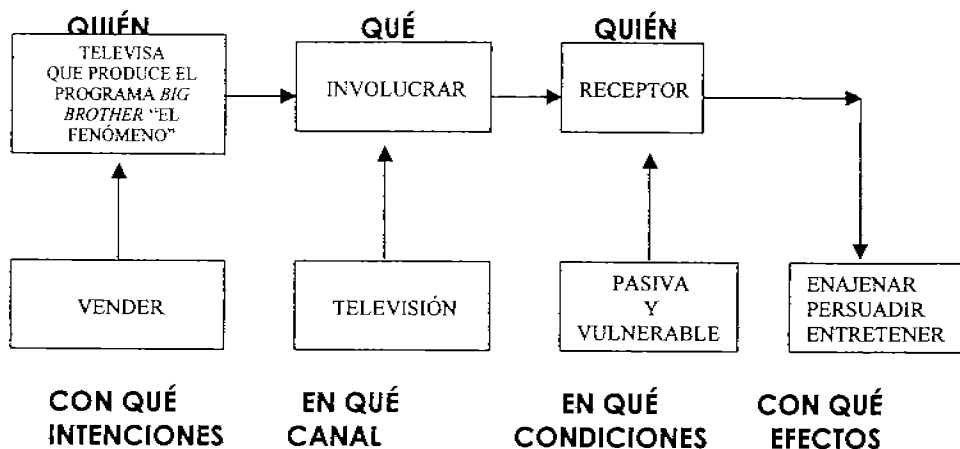 QUIÉN
QUÉ
QUIÉN
TELEVISA
QUE PRODUCE EL
PROGRAMA BIG
BROTHER "EL
FENÓMENO"
INVOLUCRAR
RECEPTOR
VENDER
TELEVISIÓN
PASIVA
Y
VULNERABLE
ENAJENAR
PERSUADIR
ENTRETENER
CON QUÉ
INTENCIONES
EN QUÉ
CANAL
EN QUÉ
CONDICIONES
CON QUÉ
EFECTOS